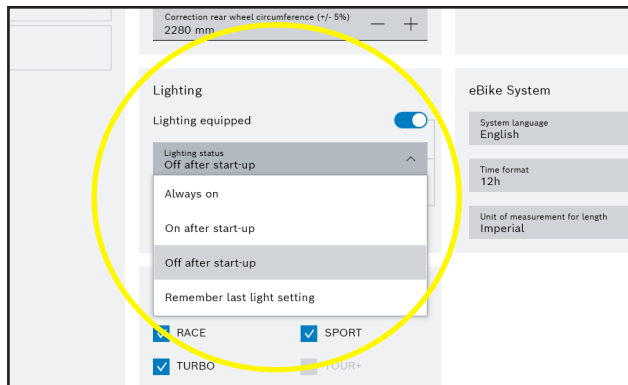 Correction rear wheel circumference (+/- 5%)
2280 mm
Lighting
Lighting equipped
Lighting status
Off after start-up
Always on
On after start-up
Off after start-up
Remember last light setting
RACE
SPORT
TURBO
TOUR+
eBike System
System language
English
Time format
12h
Unit of measurement for length
Imperial